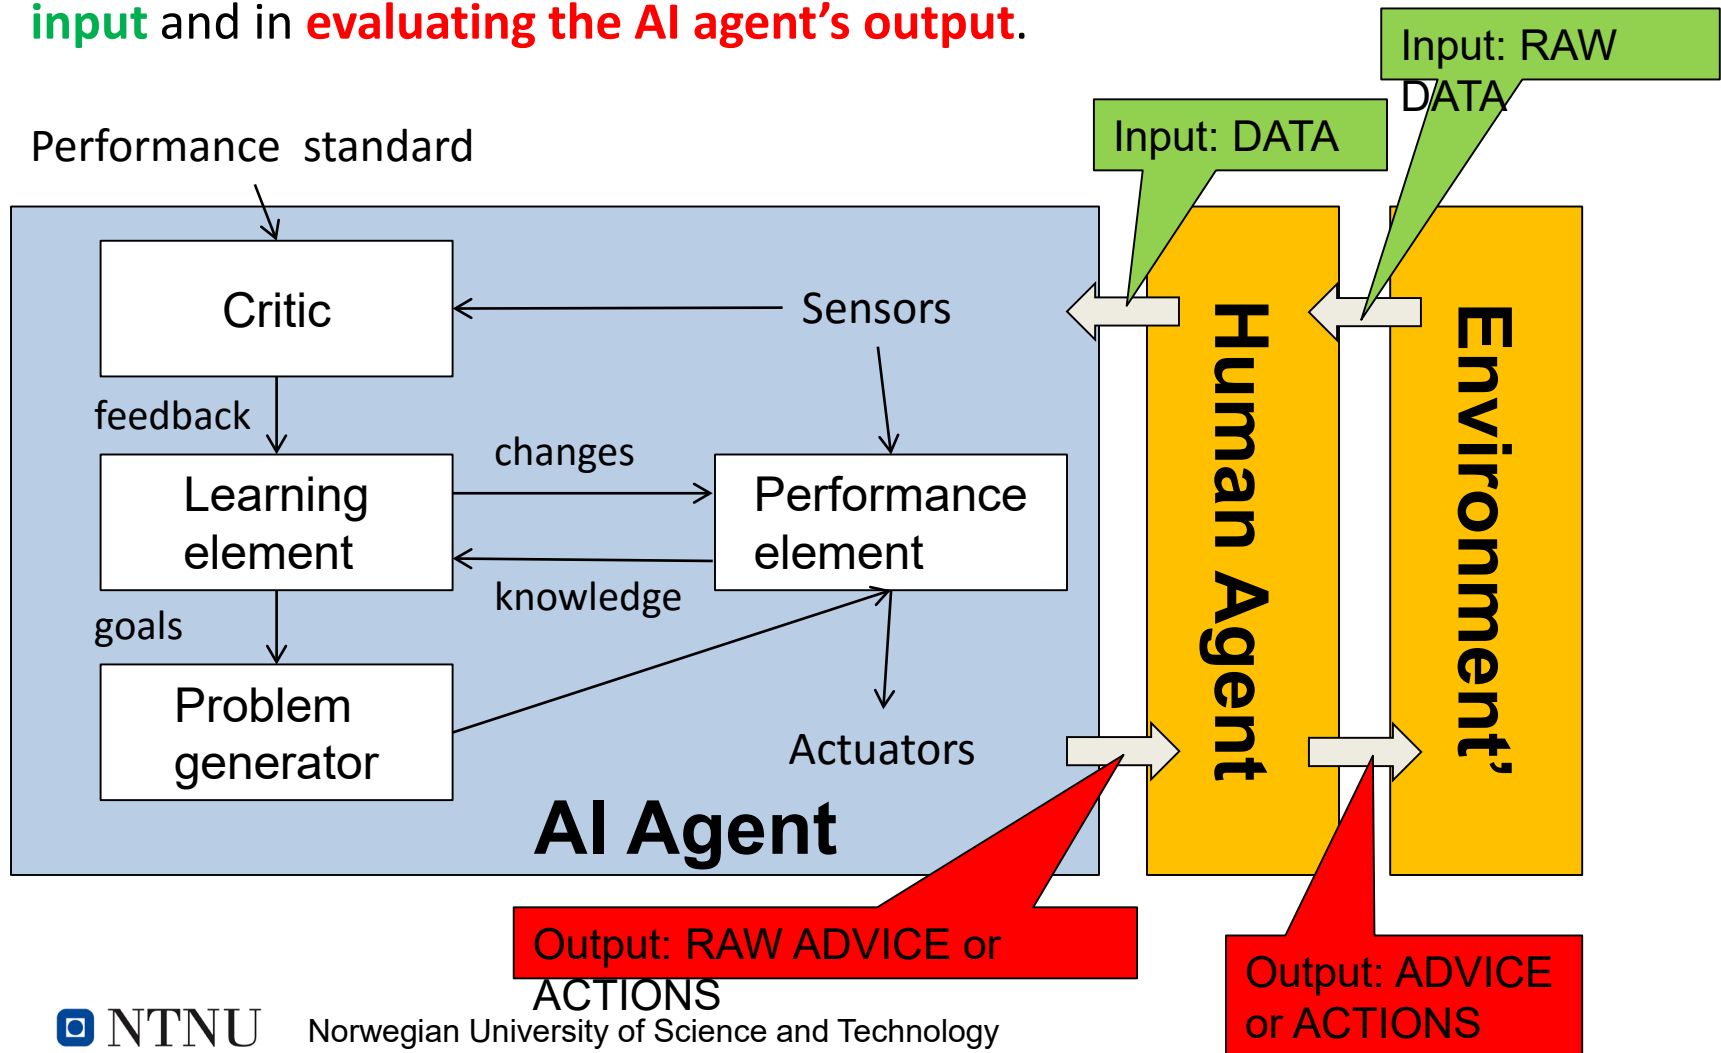 input and in evaluating the AI agent's output.
Input: RAW
DATA
Input: DATA
Performance  standard
Critic
Sensors
feedback
changes
Learning
element
Performance
element
knowledge
goals
Problem
generator
Actuators
AI Agent
Human Agent
Environment’
Output: RAW ADVICE or
ACTIONS
Output: ADVICE
or ACTIONS
NTNU
Norwegian University of Science and Technology